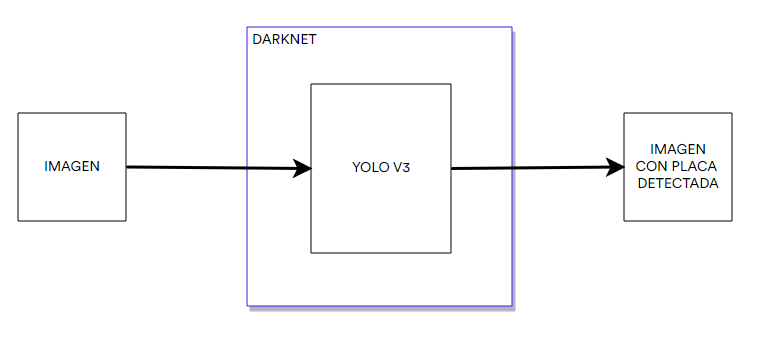 DARKNET
IMAGEN
YOLO V3
IMAGEN
CON PLACA
DETECTADA